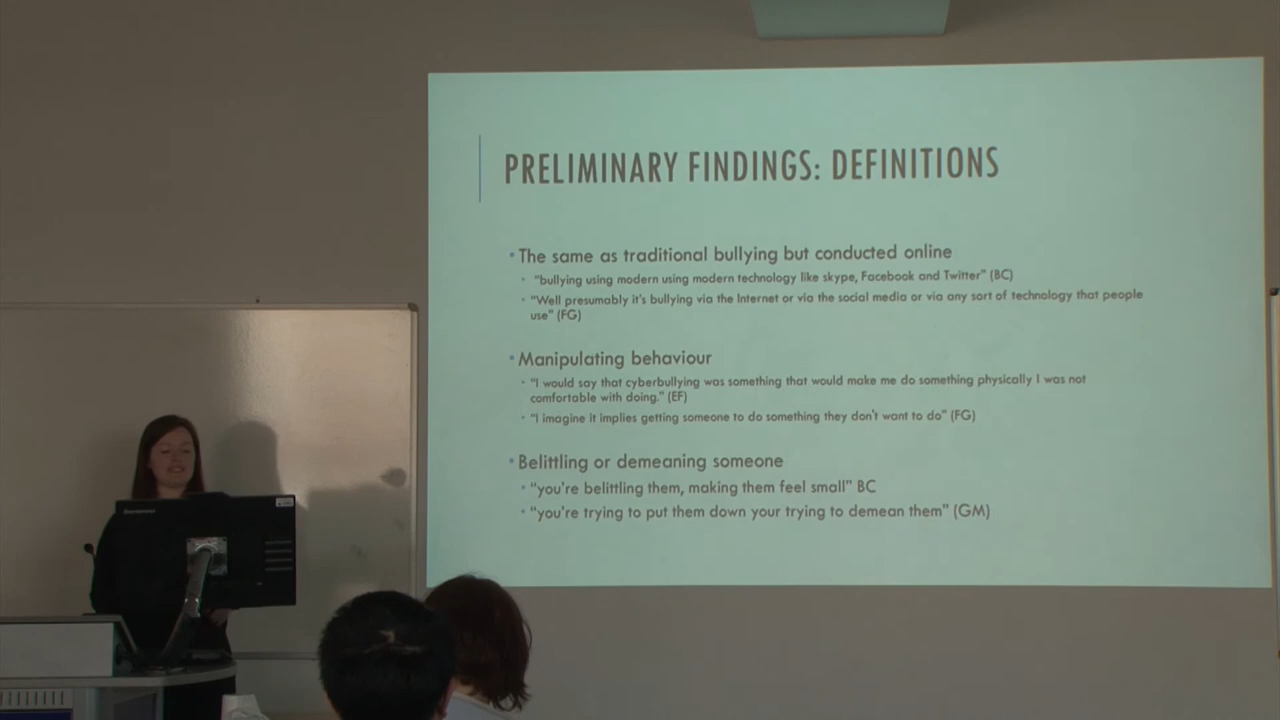 PRELIMINARY FINDINGS: DEFINITIONS
The same as traditional bullying but conducted online
"bullying using modern using modern technology like skype, Facebook and Twitter" (BC)
"Well presumably it's bullying via the Internet or via the social media or via any sort of technology that people
use" (FG)
Manipulating behaviour
"I would say that cyberbullying was something that would make me do something physically I was not
comfortable with doing." (EF)
"I imagine it implies getting someone to do something they don't want to do" (FG)
Belittling or demeaning someone
"you're belittling them, making them feel small" BC
"you're trying to put them down your trying to demean them" (GM)